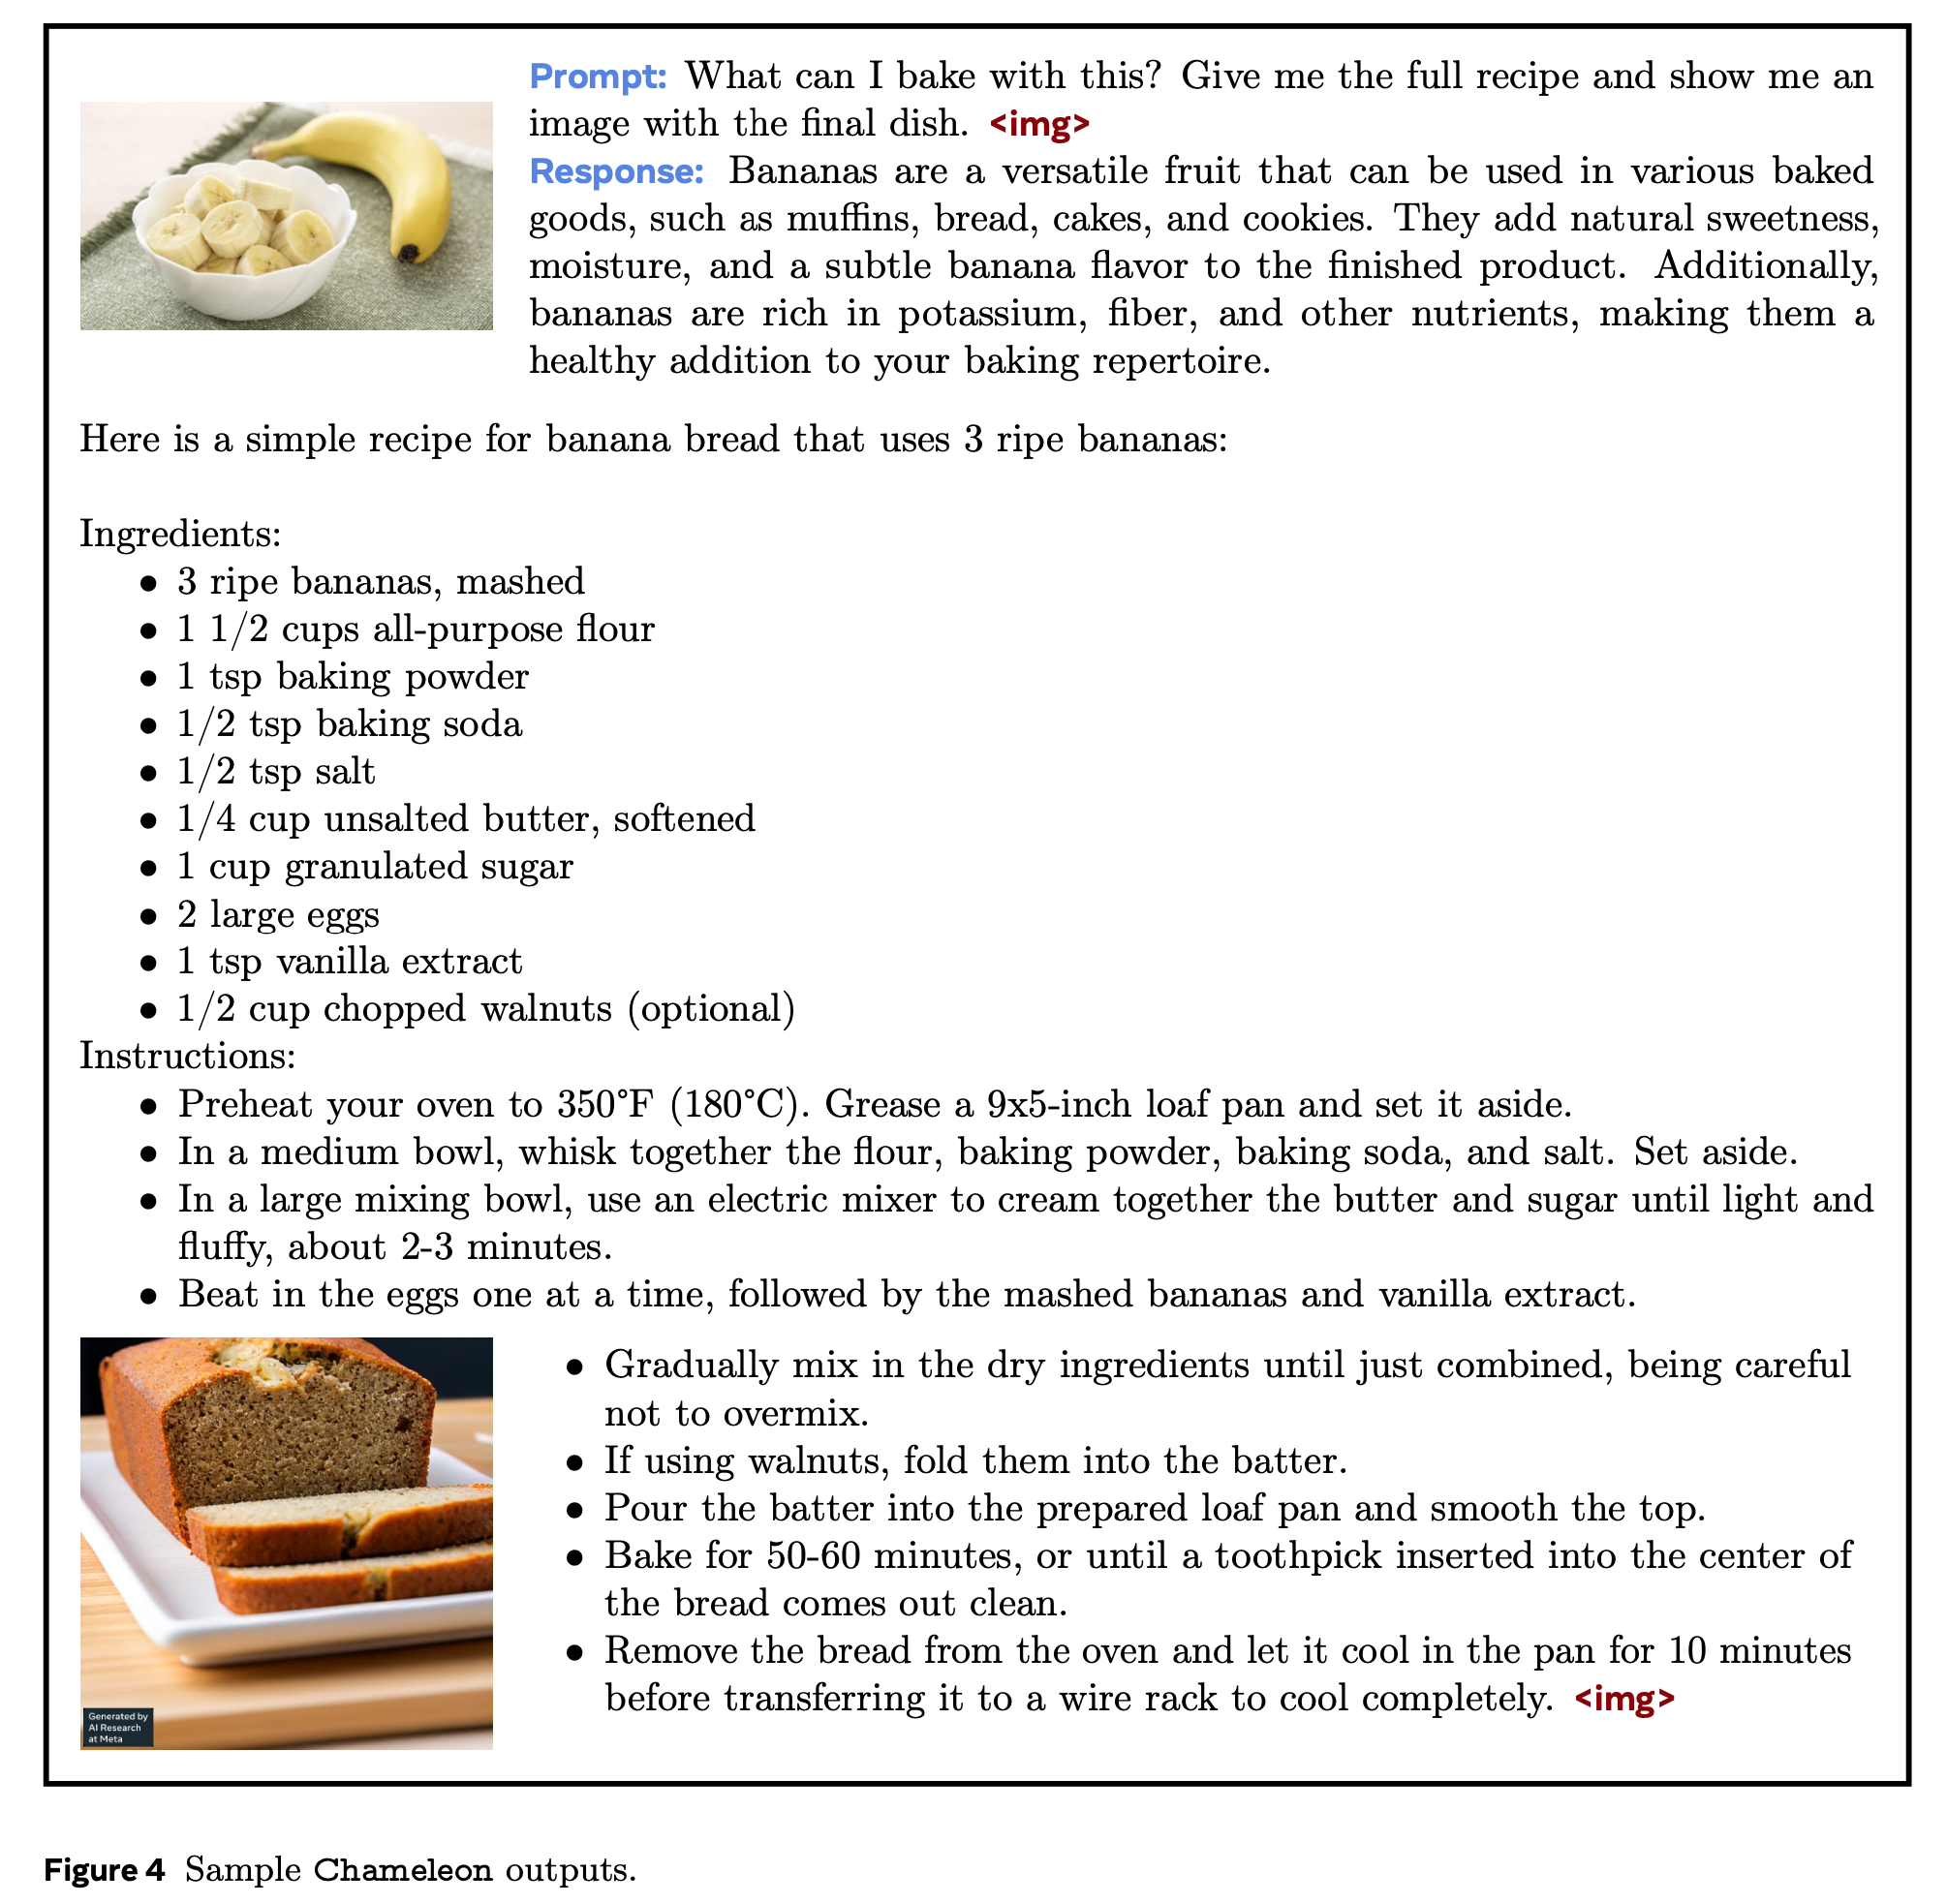 Prompt: What can I bake with this? Give me the full recipe and show me an
image with the final dish. <img>
Response: Bananas are a versatile fruit that can be used in various baked
goods, such as muffins, bread, cakes, and cookies. They add natural sweetness,
moisture, and a subtle banana flavor to the finished product. Additionally,
bananas are rich in potassium, fiber, and other nutrients, making them a
healthy addition to your baking repertoire.
Here is a simple recipe for banana bread that uses 3 ripe bananas:
Ingredients:
• 3 ripe bananas, mashed
• 1 1/2 cups all-purpose flour
• 1 tsp baking powder
• 1/2 tsp baking soda
• 1/2 tsp salt
• 1/4 cup unsalted butter, softened
• 1 cup granulated sugar
• 2 large eggs
• 1 tsp vanilla extract
• 1/2 cup chopped walnuts (optional)
Instructions:
• Preheat your oven to 350°F (180°C). Grease a 9x5-inch loaf pan and set it aside.
• In a medium bowl, whisk together the flour, baking powder, baking soda, and salt. Set aside.
• In a large mixing bowl, use an electric mixer to cream together the butter and sugar until light and
fluffy, about 2-3 minutes.
• Beat in the eggs one at a time, followed by the mashed bananas and vanilla extract.
• Gradually mix in the dry ingredients until just combined, being careful
not to overmix.
• If using walnuts, fold them into the batter.
• Pour the batter into the prepared loaf pan and smooth the top.
• Bake for 50-60 minutes, or until a toothpick inserted into the center of
the bread comes out clean.
• Remove the bread from the oven and let it cool in the pan for 10 minutes
before transferring it to a wire rack to cool completely. <img>
Generated by
AI Research
at Meta
Figure 4 Sample Chameleon outputs.